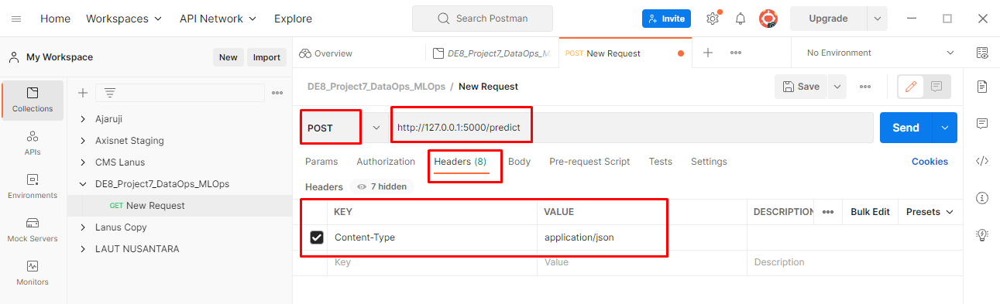 Home Workspaces API Network Explore Search Postman Invite Upgrade
My Workspace New Import
Overview DE8_Project7_DataOps_ML POST New Request No Environment
DE8_Project7_DataOps_MLOps / New Request Save
Collections
APIs
Environments
Mock Servers
Monitors
Ajaruji
Axisnet Staging
CMS Lanus
DE8_Project7_DataOps_MLOps
GET New Request
Lanus Copy
LAUT NUSANTARA
POST http://127.0.0.1:5000/predict Send
Params Authorization Headers (8) Body Pre-request Script Tests Settings Cookies
Headers 7 hidden
KEY VALUE DESCRIPTION Bulk Edit Presets
Content-Type application/json
Key Value Description